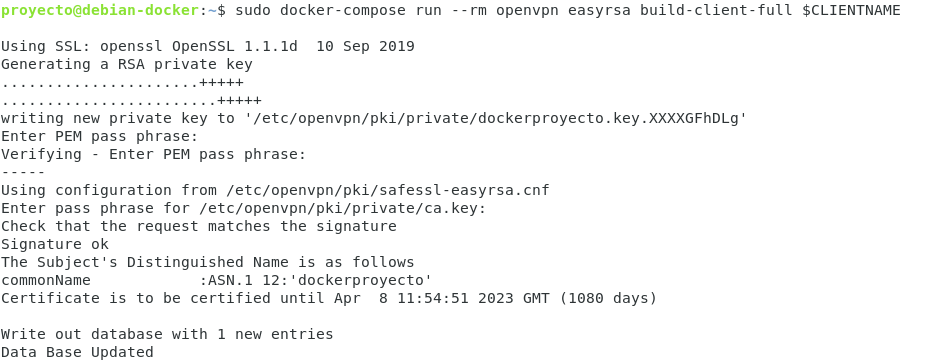 proyecto@debian-docker:~$ sudo docker-compose run --rm openvpn easyrsa build-client-full $CLIENTNAME
Using SSL: openssl OpenSSL 1.1.1d  10 Sep 2019
Generating a RSA private key
......................+++++
........................+++++
writing new private key to '/etc/openvpn/pki/private/dockerproyecto.key.XXXXGFhDLg'
Enter PEM pass phrase:
Verifying - Enter PEM pass phrase:
-----
Using configuration from /etc/openvpn/pki/safessl-easyrsa.cnf
Enter pass phrase for /etc/openvpn/pki/private/ca.key:
Check that the request matches the signature
Signature ok
The Subject's Distinguished Name is as follows
commonName            :ASN.1 12:'dockerproyecto'
Certificate is to be certified until Apr  8 11:54:51 2023 GMT (1080 days)
Write out database with 1 new entries
Data Base Updated